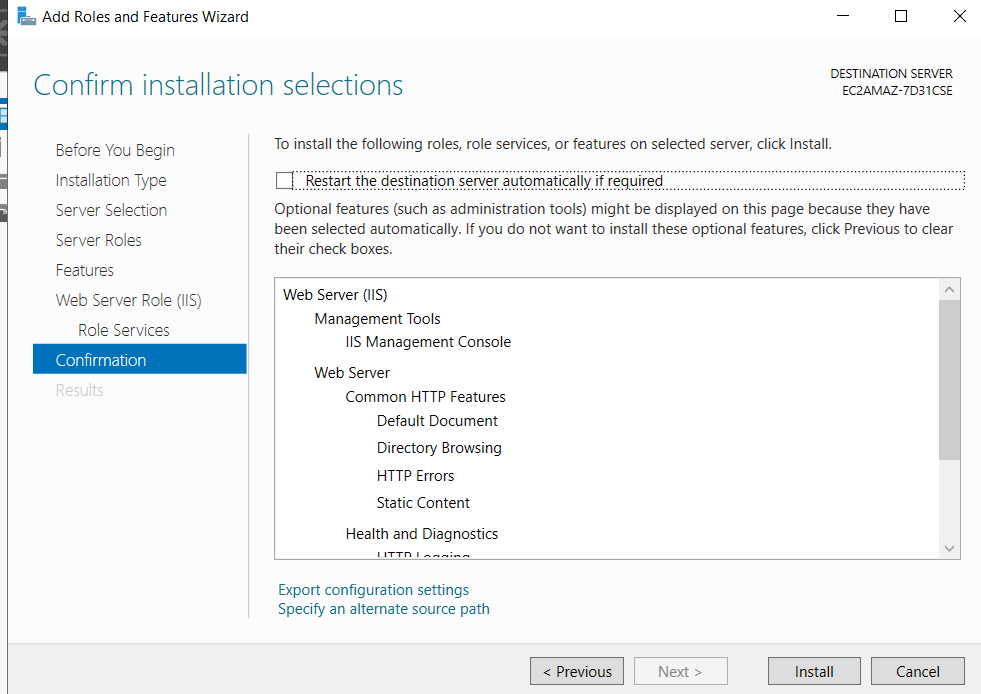 Add Roles and Features Wizard
Confirm installation selections
DESTINATION SERVER
EC2AMAZ-7D31CSE
Before You Begin
Installation Type
Server Selection
Server Roles
Features
Web Server Role (IIS)
Role Services
Confirmation
Results
To install the following roles, role services, or features on selected server, click Install.
Restart the destination server automatically if required
Optional features (such as administration tools) might be displayed on this page because they have
been selected automatically. If you do not want to install these optional features, click Previous to clear
their check boxes.
Web Server (IIS)
Management Tools
IIS Management Console
Web Server
Common HTTP Features
Default Document
Directory Browsing
HTTP Errors
Static Content
Health and Diagnostics
HTTP Logging
Export configuration settings
Specify an alternate source path
< Previous
Next >
Install
Cancel